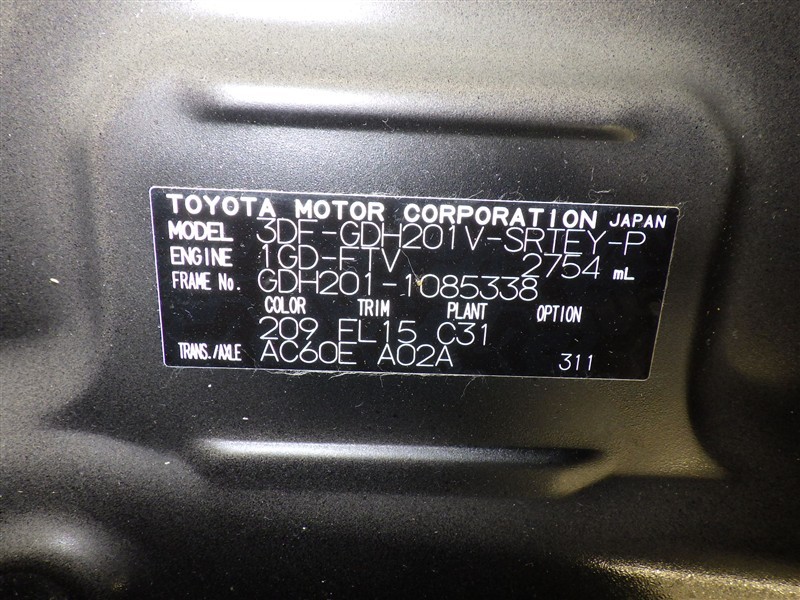 TOYOTA MOTOR CORPORATION JAPAN
MODEL 3DF-GDH201V-SRTEY-P
ENGINE 1GD-FTV 2754 mL
FRAME No. GDH201-1085338
COLOR TRIM PLANT OPTION
209 FL15 C31
TRANS./AXLE AC60E A02A 311